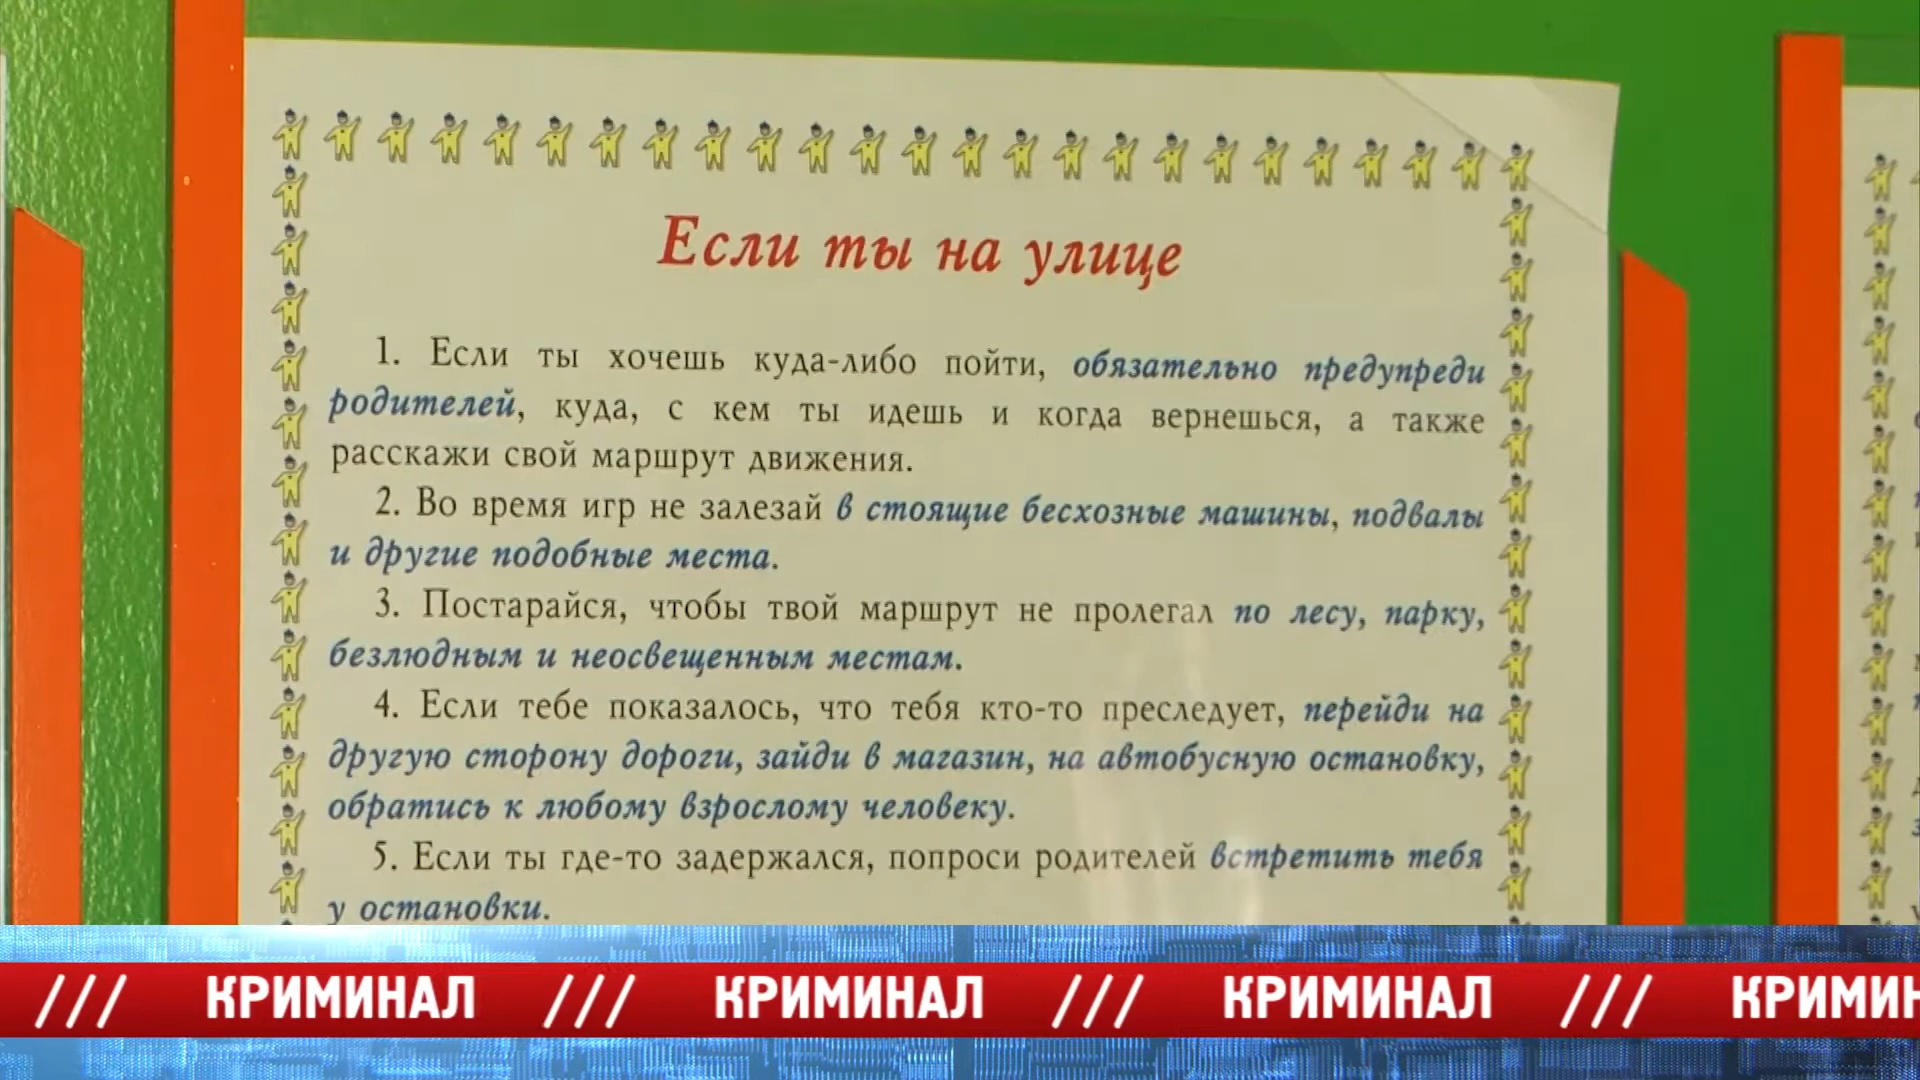 Если ты на улице
1. Если ты хочешь куда-либо пойти, обязательно предупреди
родителей, куда, с кем ты идешь и когда вернешься, а также
расскажи свой маршрут движения.
2. Во время игр не залезай в стоящие бесхозные машины, подвалы
и другие подобные места.
3. Постарайся, чтобы твой маршрут не пролегал по лесу, парку,
безлюдным и неосвещенным местам.
4. Если тебе показалось, что тебя кто-то преследует, перейди на
другую сторону дороги, зайди в магазин, на автобусную остановку,
обратись к любому взрослому человеку.
5. Если ты где-то задержался, попроси родителей встретить тебя
у остановки.
/// КРИМИНАЛ /// КРИМИНАЛ /// КРИМИНАЛ /// КРИМИН